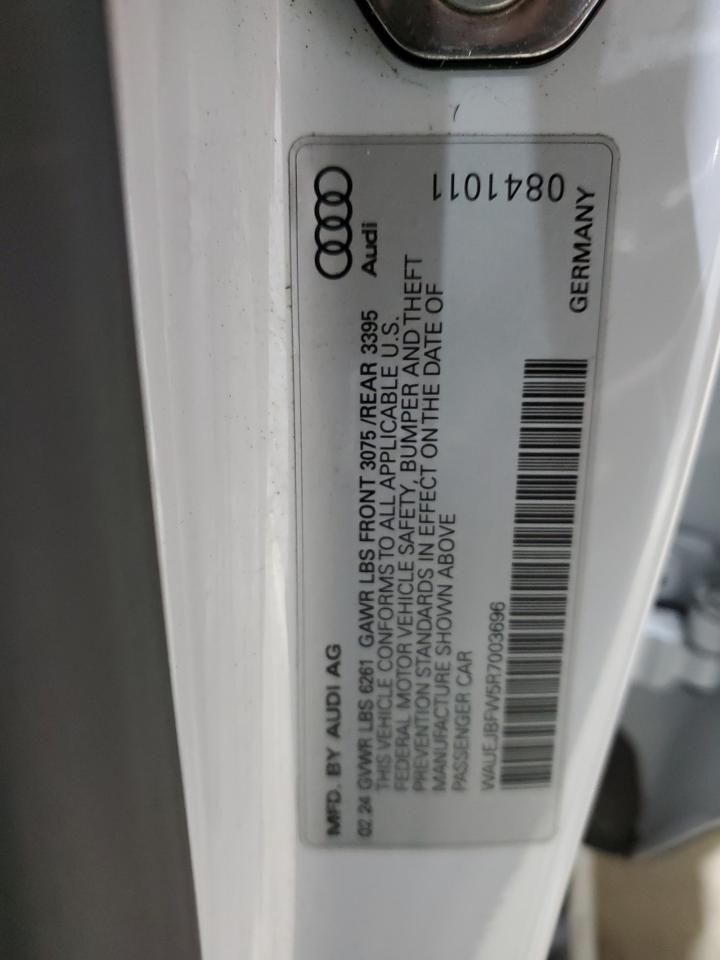 MFD. BY AUDI AG
02.24 GVWR LBS 6261 GAWR LBS FRONT 3075 /REAR 3395
THIS VEHICLE CONFORMS TO ALL APPLICABLE U.S.
FEDERAL MOTOR VEHICLE SAFETY, BUMPER AND THEFT
PREVENTION STANDARDS IN EFFECT ON THE DATE OF
MANUFACTURE SHOWN ABOVE
PASSENGER CAR
WAUEJBFW5R7003696
Audi
0841011
GERMANY